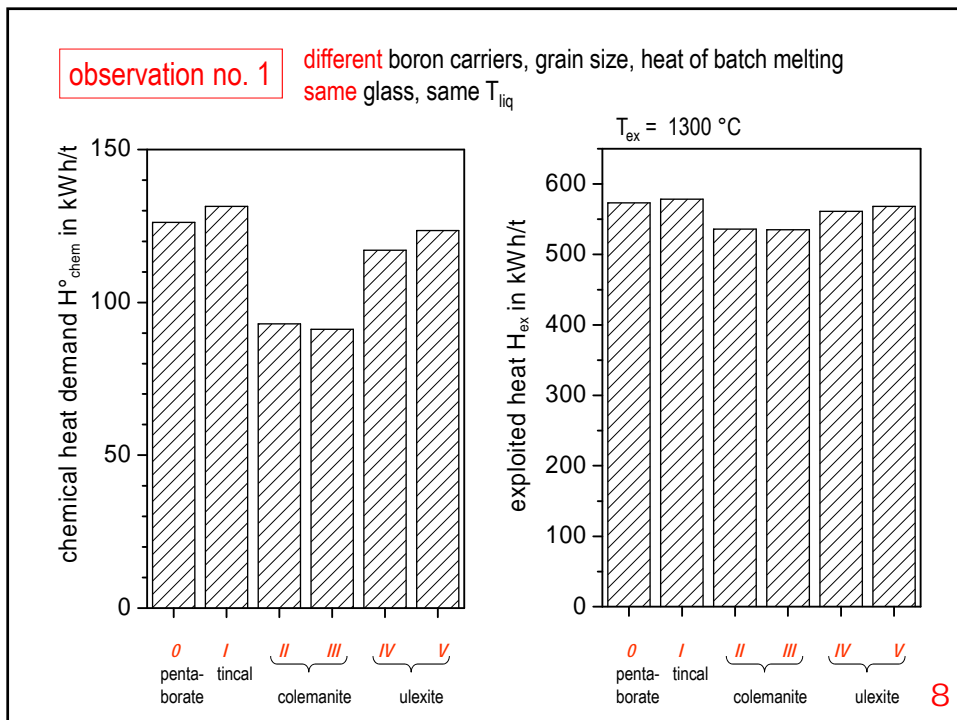 observation no. 1
different boron carriers, grain size, heat of batch melting
same glass, same Tliq
chemical heat demand H°chem in kWh/t
150
100
50
0
0
I
II
III
IV
V
penta-
borate
tincal
colemanite
ulexite
Tex = 1300 °C
exploited heat Hex in kWh/t
600
500
400
300
200
100
0
0
I
II
III
IV
V
penta-
borate
tincal
colemanite
ulexite
8